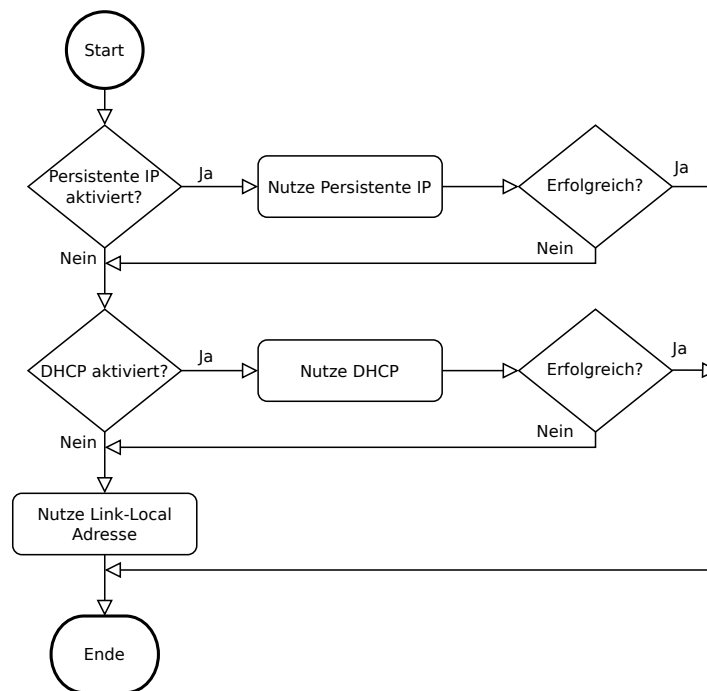 Start
Persistente IP
aktiviert?
Ja
Nutze Persistente IP
Erfolgreich?
Ja
Nein
Nein
DHCP aktiviert?
Ja
Nutze DHCP
Erfolgreich?
Ja
Nein
Nein
Nutze Link-Local
Adresse
Ende